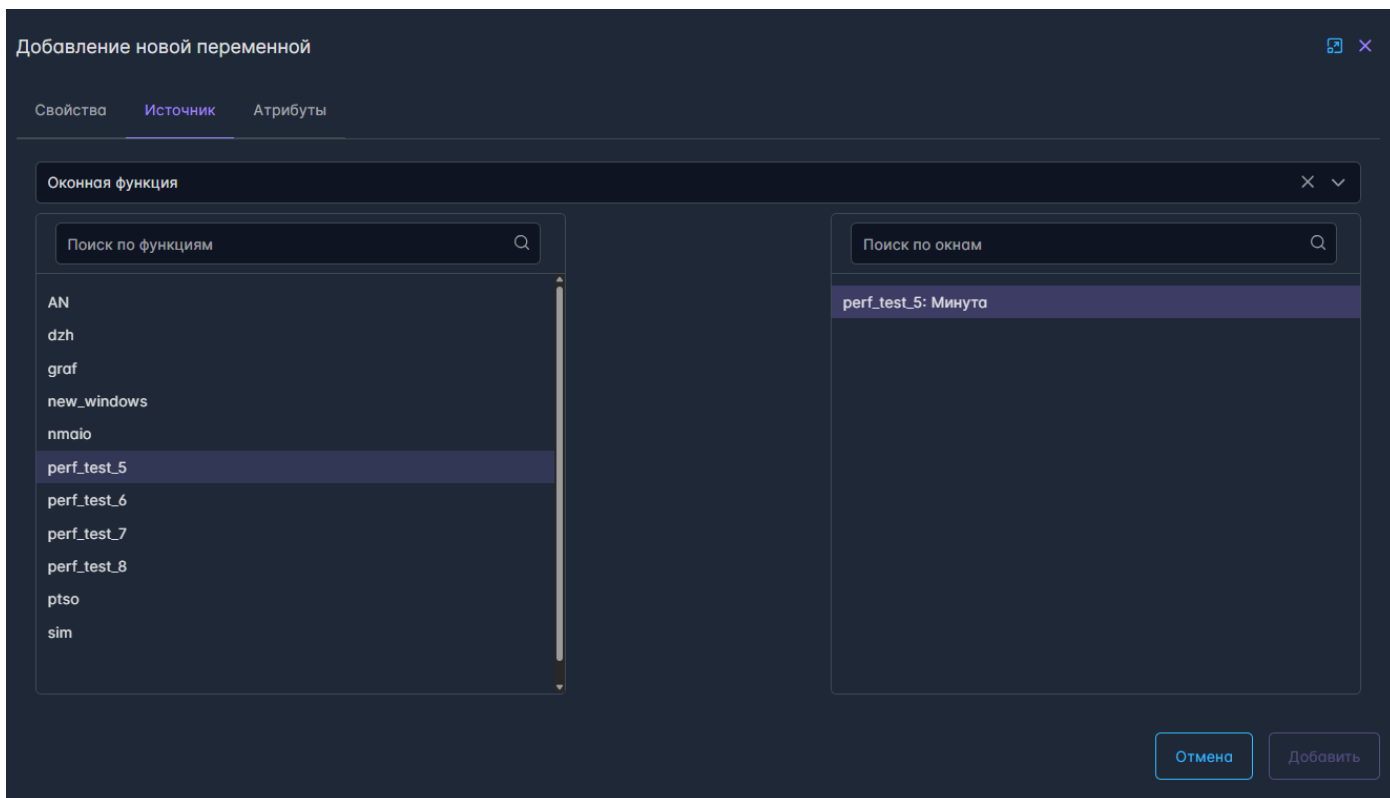 Добавление новой переменной
Свойства Источник Атрибуты
Оконная функция
Поиск по функциям
Поиск по окнам
AN
dzh
graf
new_windows
nmaio
perf_test_5
perf_test_6
perf_test_7
perf_test_8
ptso
sim
perf_test_5: Минута
Отмена Добавить